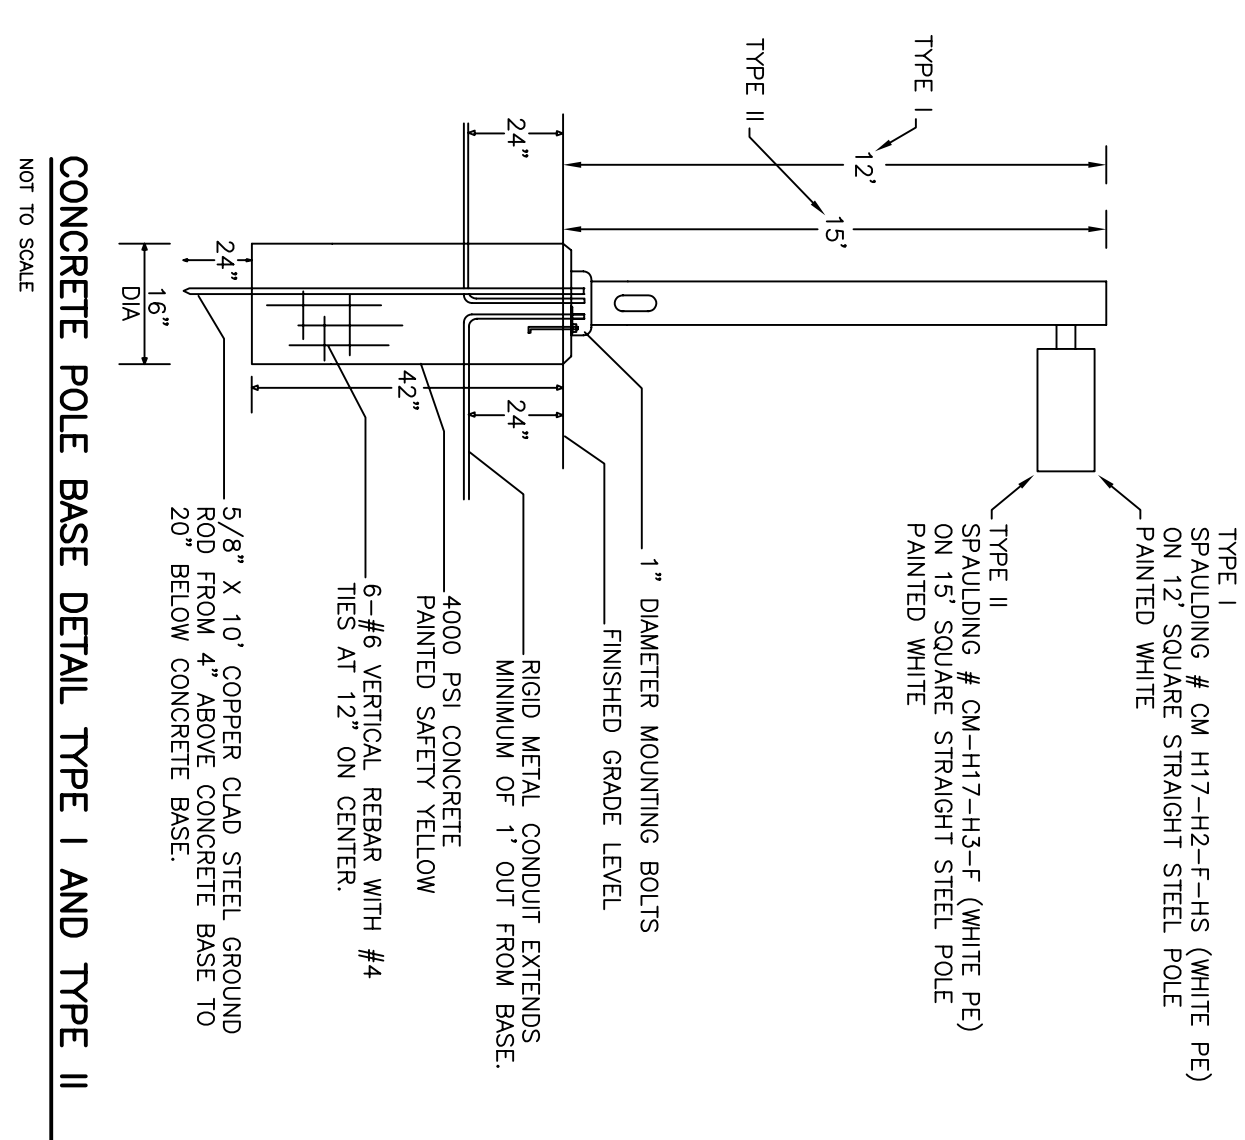 TYPE I
SPAULDING # CM H17-H2-F-HS (WHITE PE)
ON 12' SQUARE STRAIGHT STEEL POLE
PAINTED WHITE
TYPE II
SPAULDING # CM-H17-H3-F (WHITE PE)
ON 15' SQUARE STRAIGHT STEEL POLE
PAINTED WHITE
TYPE I
12'
TYPE II
15'
1" DIAMETER MOUNTING BOLTS
FINISHED GRADE LEVEL
24"
24"
RIGID METAL CONDUIT EXTENDS
MINIMUM OF 1' OUT FROM BASE.
42"
4000 PSI CONCRETE
PAINTED SAFETY YELLOW
6-#6 VERTICAL REBAR WITH #4
TIES AT 12" ON CENTER.
24"
5/8" X 10' COPPER CLAD STEEL GROUND
ROD FROM 4" ABOVE CONCRETE BASE TO
20" BELOW CONCRETE BASE.
16"
DIA
CONCRETE POLE BASE DETAIL TYPE I AND TYPE II
NOT TO SCALE